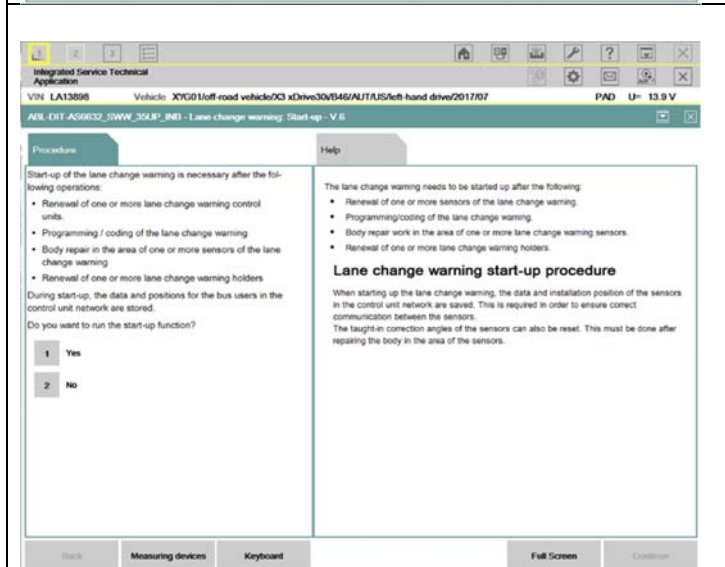 1 2 3
Integrated Service Technical
Application
VIN LA13898 Vehicle X'/G01/off-road vehicle/X3 xDrive30i/B46/AUT/US/left-hand drive/2017/07 PAD U= 13.9 V
ABL-DIT-AS6632_SWW_35UP_INB - Lane change warning: Start-up - V.6
Procedure
Help
Start-up of the lane change warning is necessary after the fol-
lowing operations:
• Renewal of one or more lane change warning control
units.
• Programming / coding of the lane change warning
• Body repair in the area of one or more sensors of the lane
change warning
• Renewal of one or more lane change warning holders
During start-up, the data and positions for the bus users in the
control unit network are stored.
Do you want to run the start-up function?
1 Yes
2 No
The lane change warning needs to be started up after the following:
• Renewal of one or more sensors of the lane change warning.
• Programming/coding of the lane change warning.
• Body repair work in the area of one or more lane change warning sensors.
• Renewal of one or more lane change warning holders.
Lane change warning start-up procedure
When starting up the lane change warning, the data and installation position of the sensors
in the control unit network are saved. This is required in order to ensure correct
communication between the sensors.
The taught-in correction angles of the sensors can also be reset. This must be done after
repairing the body in the area of the sensors.
Back Measuring devices Keyboard Full Screen Continue